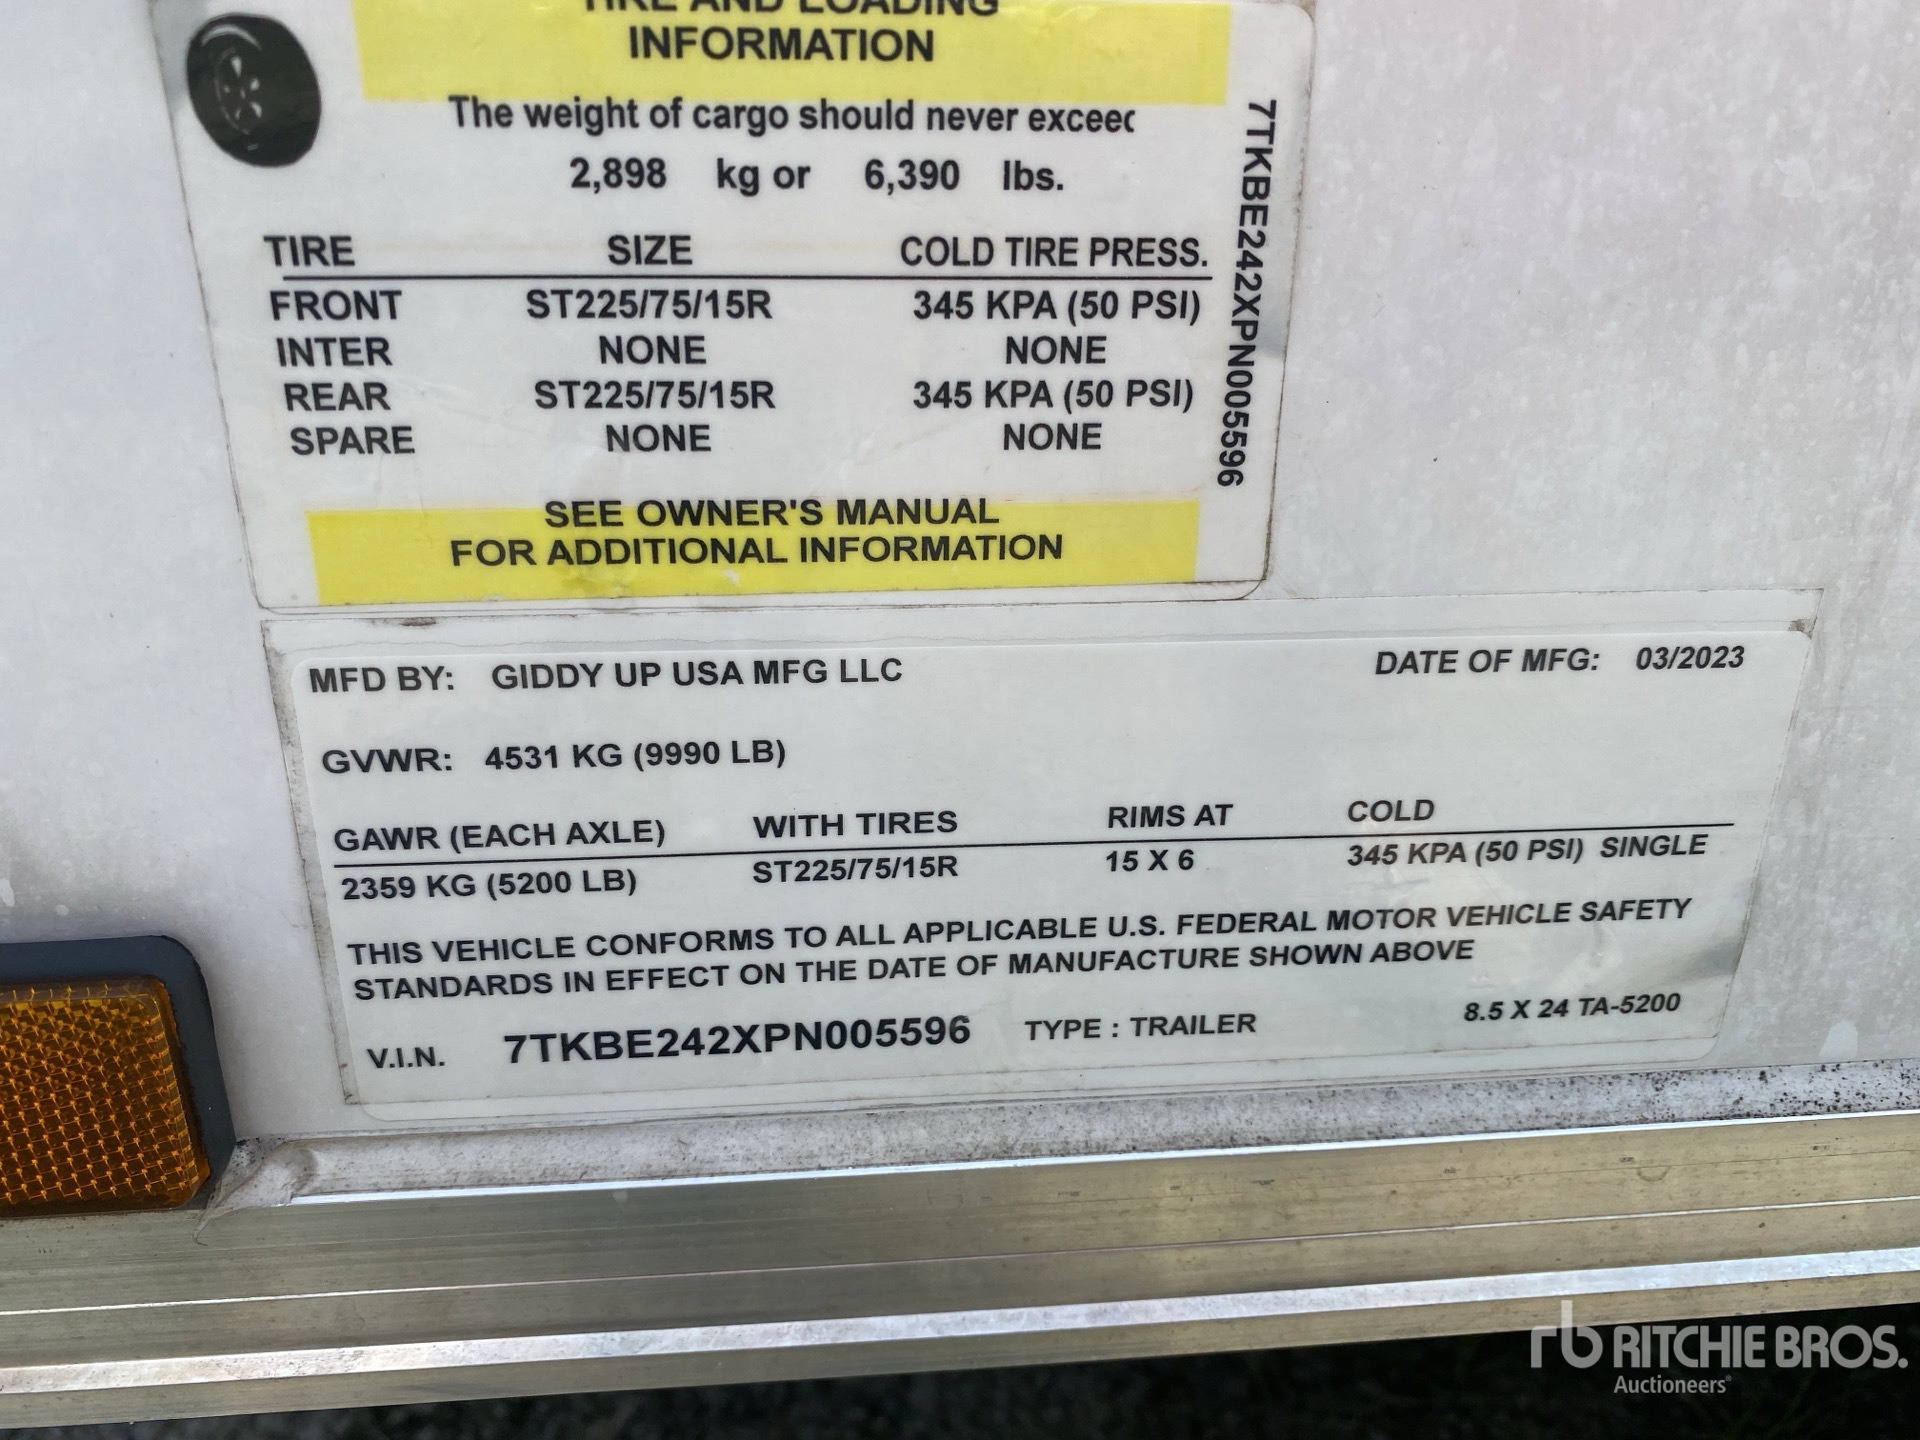 TIRE AND LOADING
INFORMATION
The weight of cargo should never exceed
2,898 kg or 6,390 lbs.
TIRE SIZE COLD TIRE PRESS.
FRONT ST225/75/15R 345 KPA (50 PSI)
INTER NONE NONE
REAR ST225/75/15R 345 KPA (50 PSI)
SPARE NONE NONE
SEE OWNER'S MANUAL
FOR ADDITIONAL INFORMATION
7TKBE242XPN005596
MFD BY: GIDDY UP USA MFG LLC DATE OF MFG: 03/2023
GVWR: 4531 KG (9990 LB)
GAWR (EACH AXLE) WITH TIRES RIMS AT COLD
2359 KG (5200 LB) ST225/75/15R 15 X 6 345 KPA (50 PSI) SINGLE
THIS VEHICLE CONFORMS TO ALL APPLICABLE U.S. FEDERAL MOTOR VEHICLE SAFETY
STANDARDS IN EFFECT ON THE DATE OF MANUFACTURE SHOWN ABOVE
V.I.N. 7TKBE242XPN005596 TYPE : TRAILER 8.5 X 24 TA-5200
rb RITCHIE BROS.
Auctioneers®